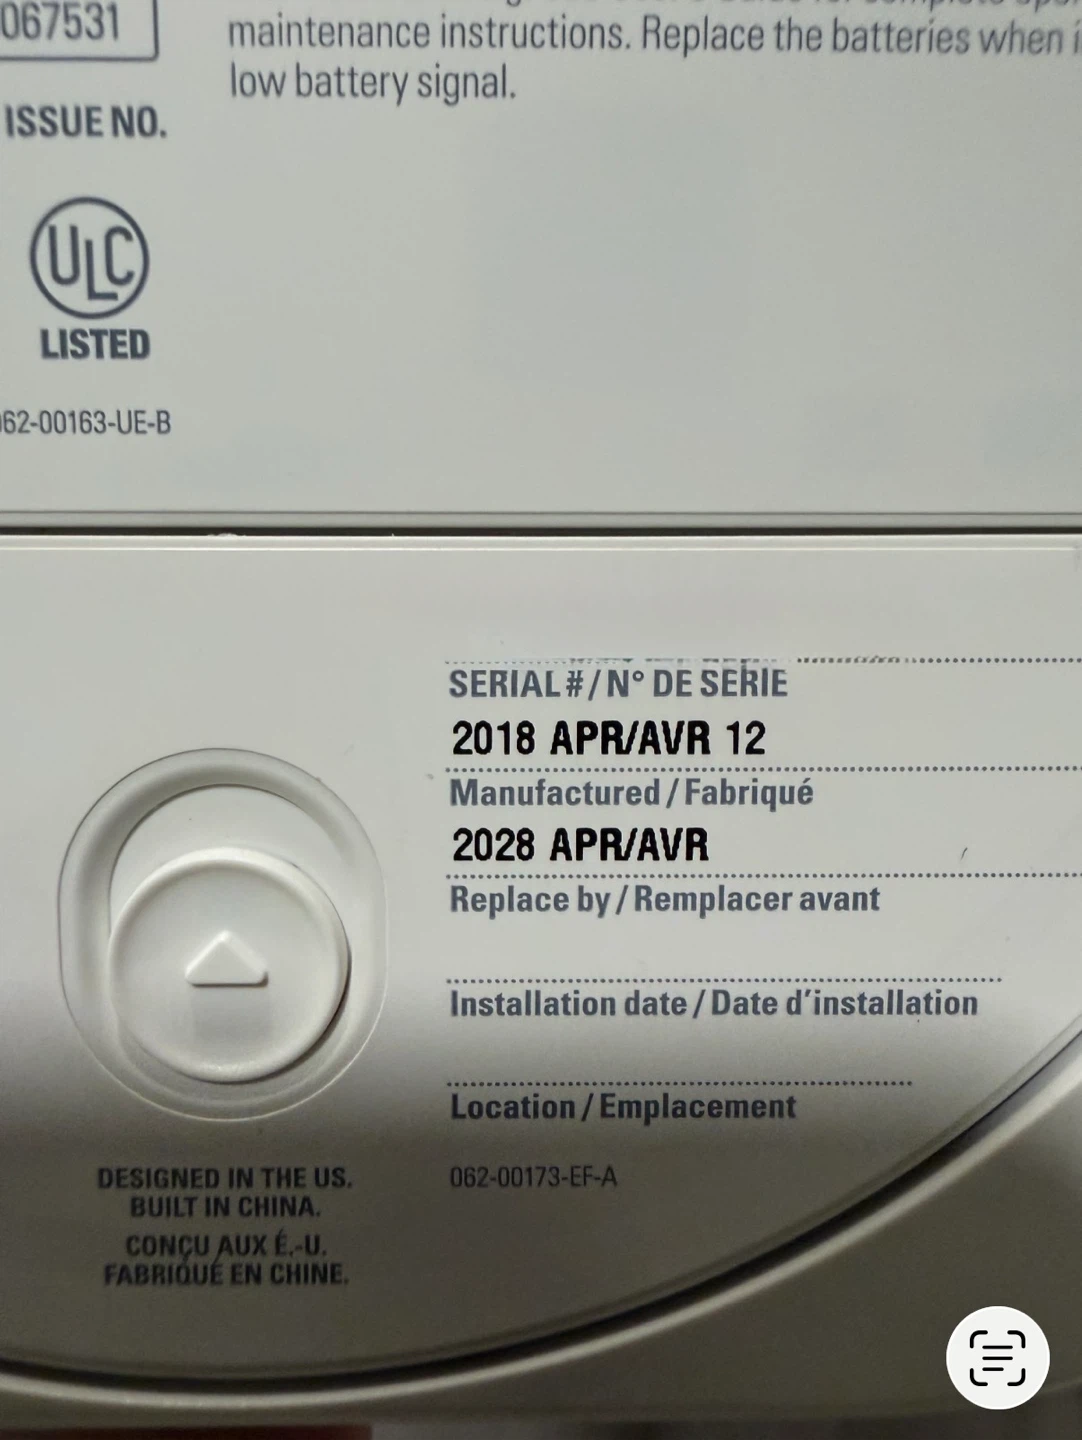 067531
maintenance instructions. Replace the batteries when
low battery signal.
ISSUE NO.
ULC
LISTED
062-00163-UE-B
SERIAL # / N° DE SÉRIE
2018 APR/AVR 12
Manufactured / Fabriqué
2028 APR/AVR
Replace by / Remplacer avant
Installation date / Date d'installation
Location / Emplacement
062-00173-EF-A
DESIGNED IN THE US.
BUILT IN CHINA.
CONÇU AUX É.-U.
FABRIQUÉ EN CHINE.